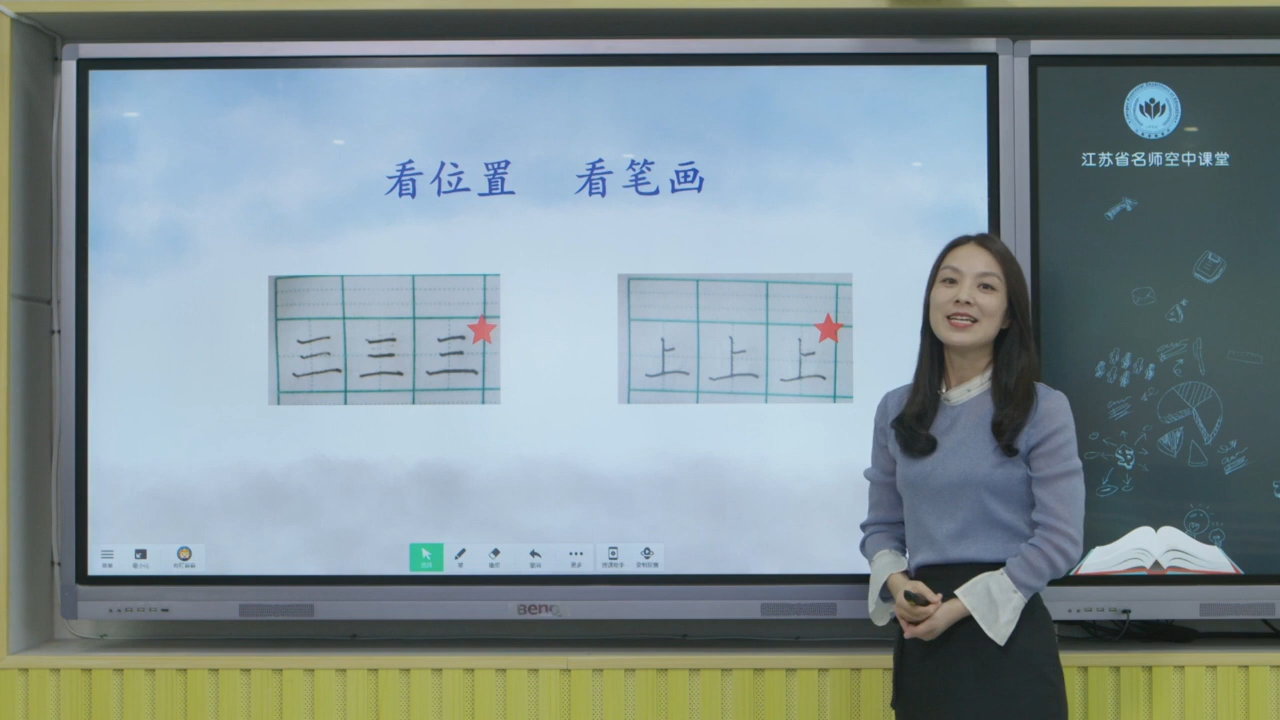 看位置 看笔画
三三三
上上上
江苏省名师空中课堂
BenQ